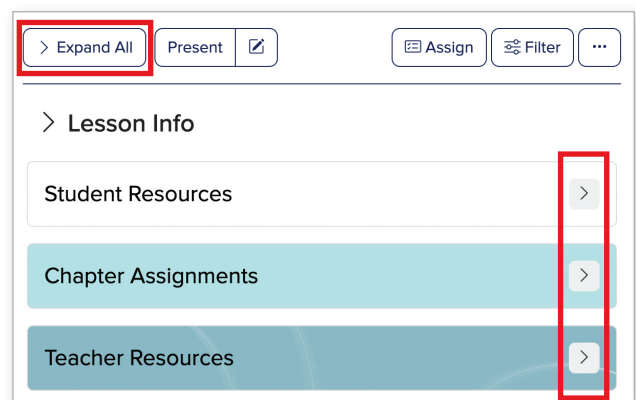 Expand All Present Assign Filter ...
Lesson Info
Student Resources
Chapter Assignments
Teacher Resources